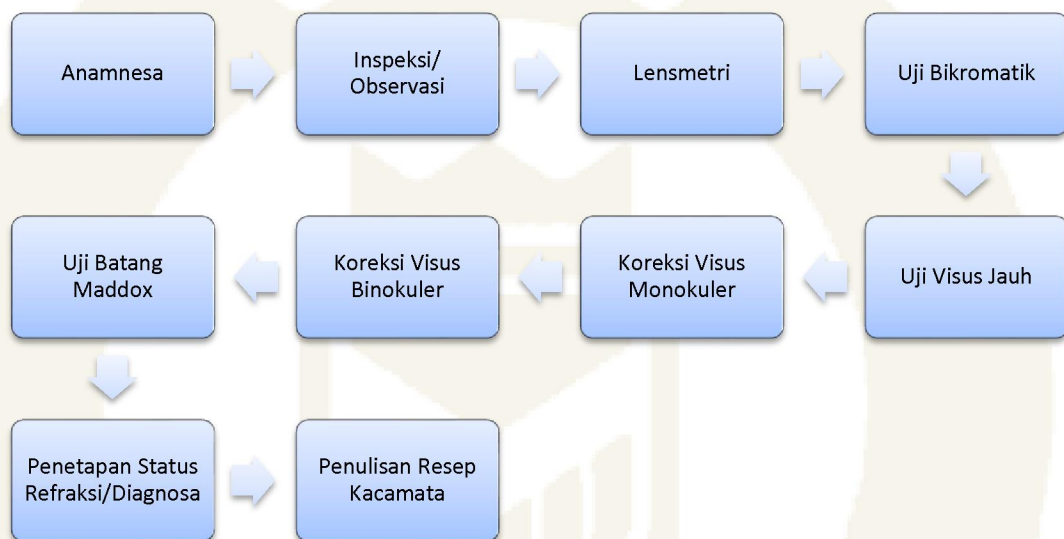 Anamnesa
Inspeksi/
Observasi
Lensmetri
Uji Bikromatik
Uji Visus Jauh
Koreksi Visus
Monokuler
Koreksi Visus
Binokuler
Uji Batang
Maddox
Penetapan Status
Refraksi/Diagnosa
Penulisan Resep
Kacamata